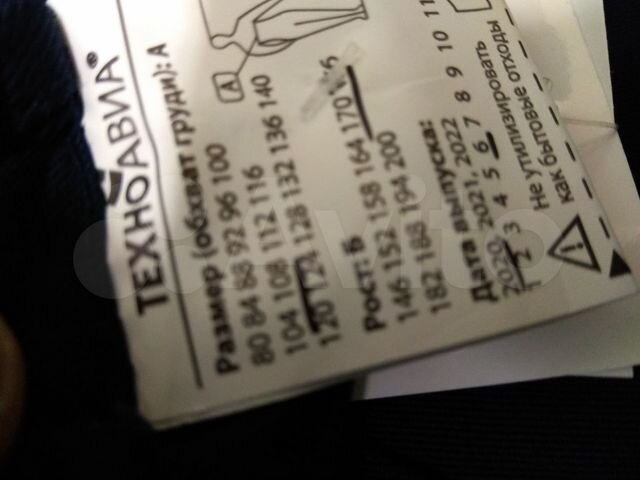 ТЕХНОАВИА®
Размер (обхват груди): А
80 84 88 92 96 100
104 108 112 116
120 124 128 132 136 140
A
Рост: Б
146 152 158 164 170
182 188 194 200
Дата выпуска:
2020, 2021, 2022
1 2 3 4 5 6 7 8 9 10 11
Не утилизировать
как бытовые отходы
Avito